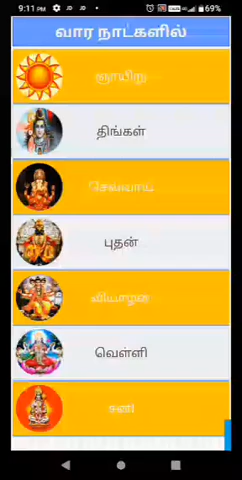 9:11 PM 69%
வார நாட்களில்
ஞாயிறு
திங்கள்
செவ்வாய்
புதன்
வியாழன்
வெள்ளி
சனி